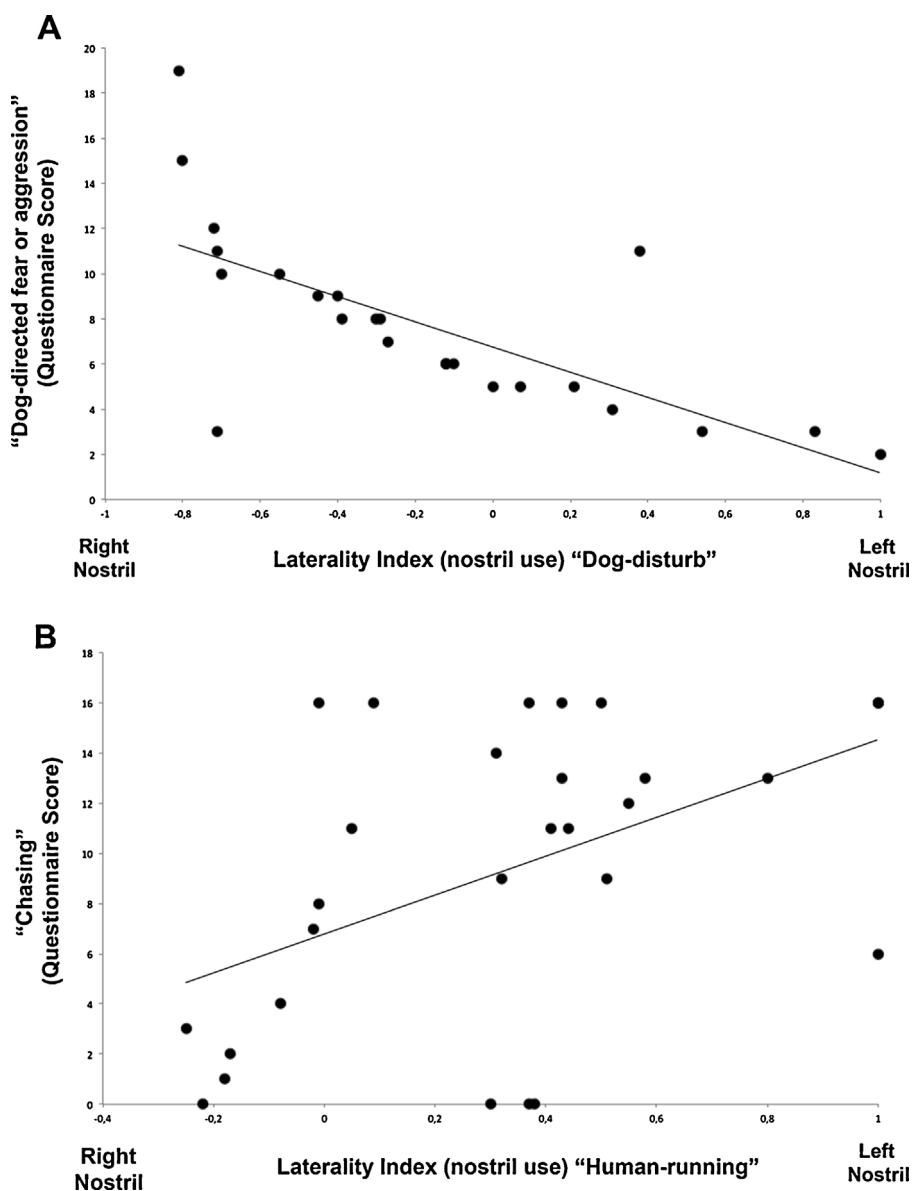 A
“Dog-directed fear or aggression”
(Questionnaire Score)
20
18
16
14
12
10
8
6
4
2
0
-1
-0,8
-0,6
-0,4
-0,2
0
0,2
0,4
0,6
0,8
1
Right
Nostril
Laterality Index (nostril use) “Dog-disturb”
Left
Nostril
B
“Chasing”
(Questionnaire Score)
18
16
14
12
10
8
6
4
2
0
-0,4
-0,2
0
0,2
0,4
0,6
0,8
1
Right
Nostril
Laterality Index (nostril use) “Human-running”
Left
Nostril